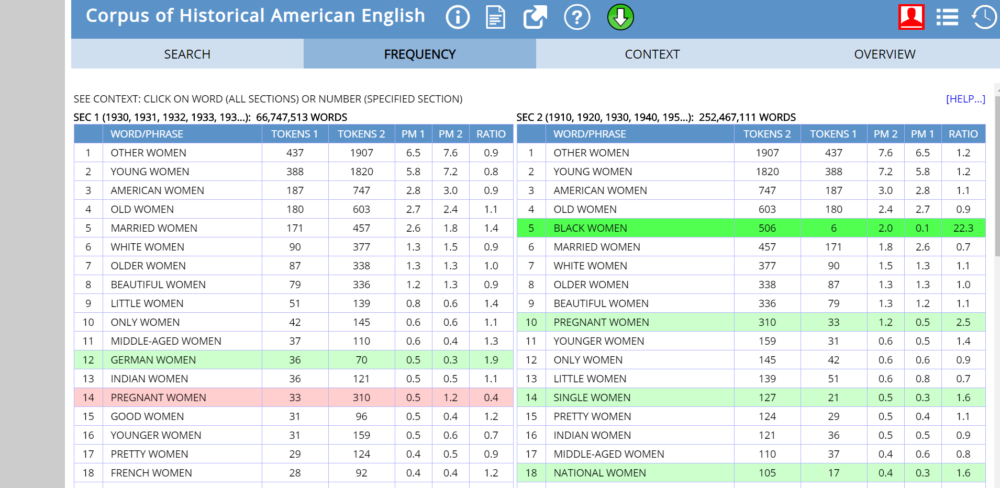 Corpus of Historical American English
SEARCH FREQUENCY CONTEXT OVERVIEW
SEE CONTEXT: CLICK ON WORD (ALL SECTIONS) OR NUMBER (SPECIFIED SECTION) [HELP...]
SEC 1 (1930, 1931, 1932, 1933, 193...): 66,747,513 WORDS
WORD/PHRASE TOKENS 1 TOKENS 2 PM 1 PM 2 RATIO
1 OTHER WOMEN 437 1907 6.5 7.6 0.9
2 YOUNG WOMEN 388 1820 5.8 7.2 0.8
3 AMERICAN WOMEN 187 747 2.8 3.0 0.9
4 OLD WOMEN 180 603 2.7 2.4 1.1
5 MARRIED WOMEN 171 457 2.6 1.8 1.4
6 WHITE WOMEN 90 377 1.3 1.5 0.9
7 OLDER WOMEN 87 338 1.3 1.3 1.0
8 BEAUTIFUL WOMEN 79 336 1.2 1.3 0.9
9 LITTLE WOMEN 51 139 0.8 0.6 1.4
10 ONLY WOMEN 42 145 0.6 0.6 1.1
11 MIDDLE-AGED WOMEN 37 110 0.6 0.4 1.3
12 GERMAN WOMEN 36 70 0.5 0.3 1.9
13 INDIAN WOMEN 36 121 0.5 0.5 1.1
14 PREGNANT WOMEN 33 310 0.5 1.2 0.4
15 GOOD WOMEN 31 96 0.5 0.4 1.2
16 YOUNGER WOMEN 31 159 0.5 0.6 0.7
17 PRETTY WOMEN 29 124 0.4 0.5 0.9
18 FRENCH WOMEN 28 92 0.4 0.4 1.2
SEC 2 (1910, 1920, 1930, 1940, 195...): 252,467,111 WORDS
WORD/PHRASE TOKENS 2 TOKENS 1 PM 2 PM 1 RATIO
1 OTHER WOMEN 1907 437 7.6 6.5 1.2
2 YOUNG WOMEN 1820 388 7.2 5.8 1.2
3 AMERICAN WOMEN 747 187 3.0 2.8 1.1
4 OLD WOMEN 603 180 2.4 2.7 0.9
5 BLACK WOMEN 506 6 2.0 0.1 22.3
6 MARRIED WOMEN 457 171 1.8 2.6 0.7
7 WHITE WOMEN 377 90 1.5 1.3 1.1
8 OLDER WOMEN 338 87 1.3 1.3 1.0
9 BEAUTIFUL WOMEN 336 79 1.3 1.2 1.1
10 PREGNANT WOMEN 310 33 1.2 0.5 2.5
11 YOUNGER WOMEN 159 31 0.6 0.5 1.4
12 ONLY WOMEN 145 42 0.6 0.6 0.9
13 LITTLE WOMEN 139 51 0.6 0.8 0.7
14 SINGLE WOMEN 127 21 0.5 0.3 1.6
15 PRETTY WOMEN 124 29 0.5 0.4 1.1
16 INDIAN WOMEN 121 36 0.5 0.5 0.9
17 MIDDLE-AGED WOMEN 110 37 0.4 0.6 0.8
18 NATIONAL WOMEN 105 17 0.4 0.3 1.6